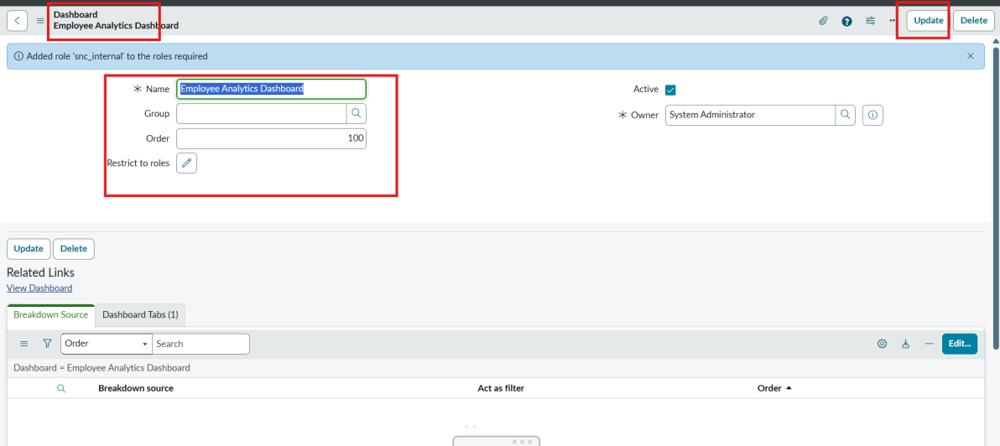 Dashboard
Employee Analytics Dashboard
Update
Delete
Added role 'snc_internal' to the roles required
Name
Employee Analytics Dashboard
Active
Group
Owner
System Administrator
Order
100
Restrict to roles
Update
Delete
Related Links
View Dashboard
Breakdown Source
Dashboard Tabs (1)
Order
Search
Edit...
Dashboard = Employee Analytics Dashboard
Breakdown source
Act as filter
Order